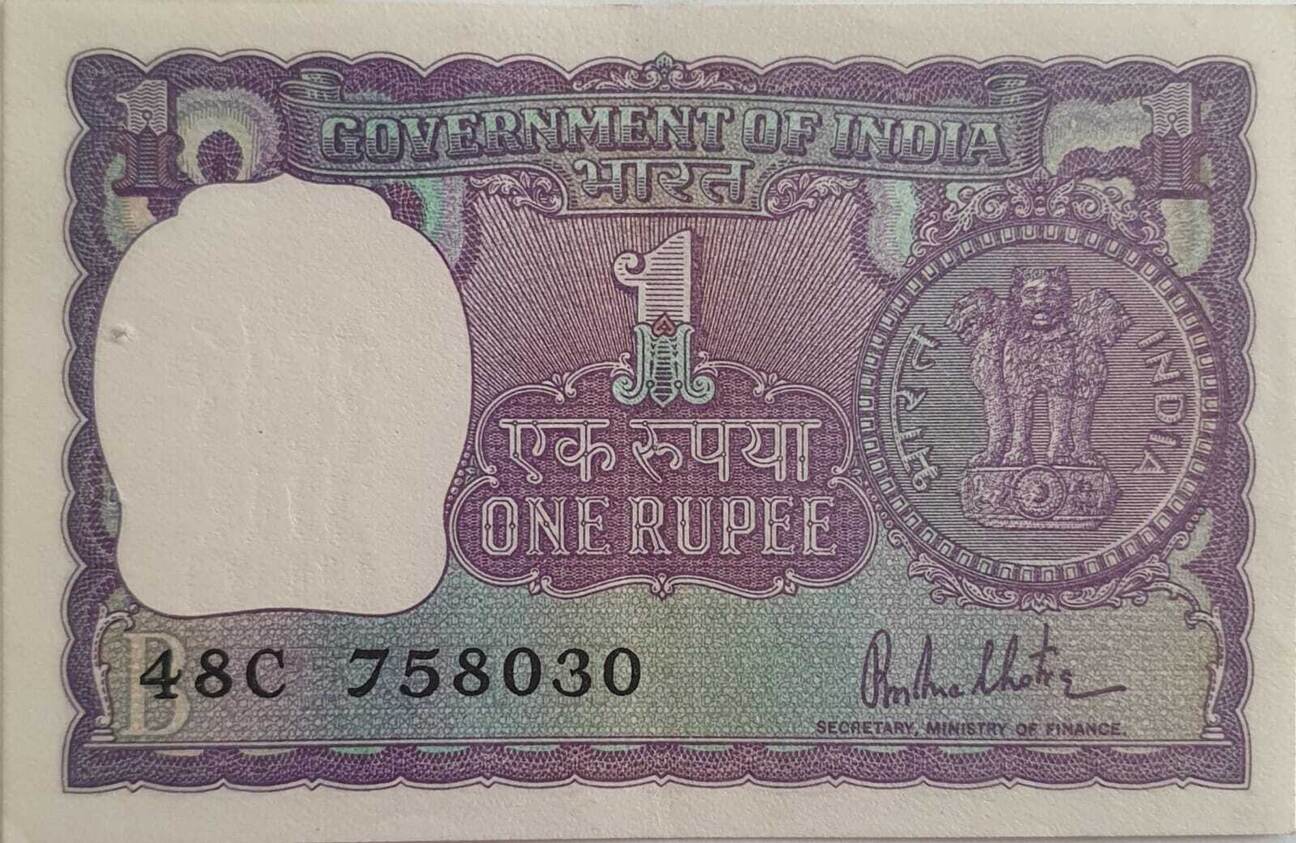 1 1
GOVERNMENT OF INDIA
भारत
1
एक रुपया
ONE RUPEE
भारत INDIA
B
48C 758030
SECRETARY, MINISTRY OF FINANCE.